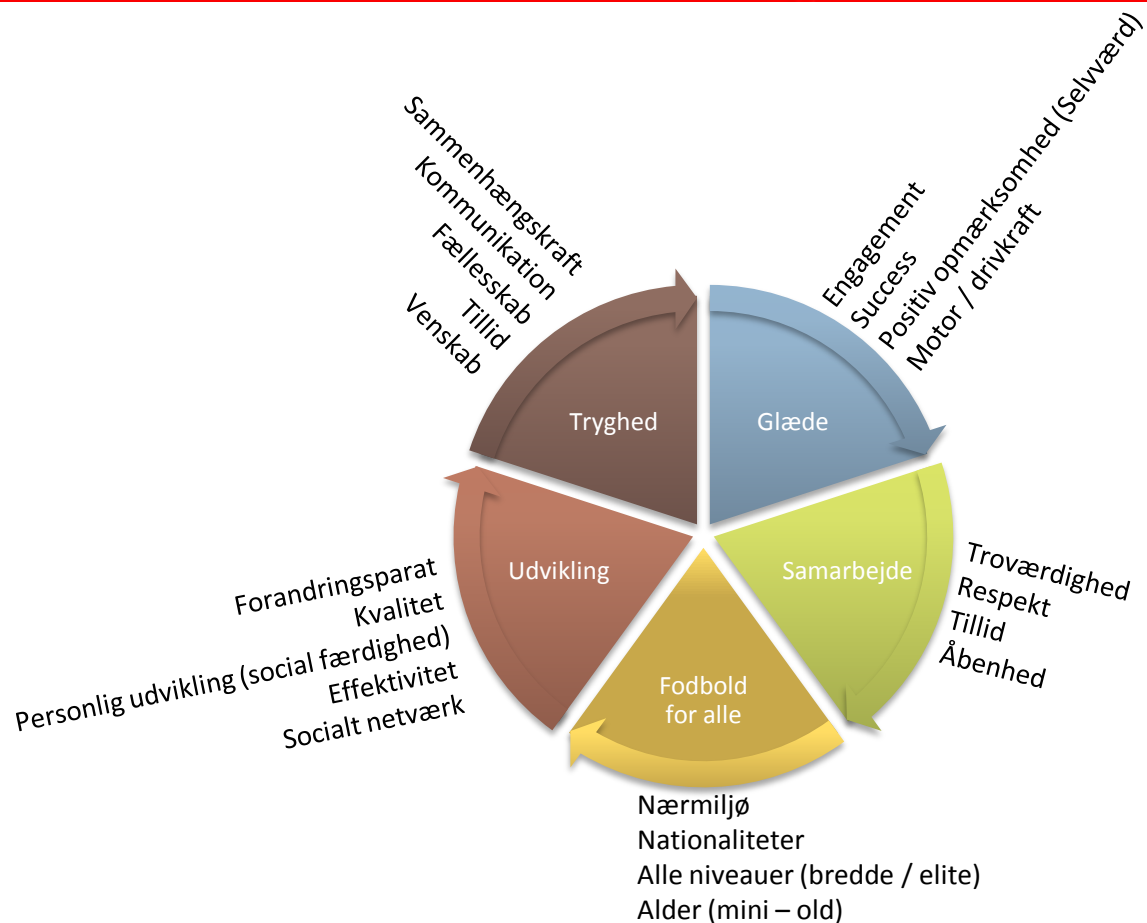 Sammenhængskraft
Kommunikation
Fællesskab
Tillid
Venskab
Tryghed
Engagement
Success
Positiv opmærksomhed (Selvværd)
Motor / drivkraft
Glæde
Samarbejde
Troværdighed
Respekt
Tillid
Åbenhed
Fodbold
for alle
Nærmiljø
Nationaliteter
Alle niveauer (bredde / elite)
Alder (mini – old)
Udvikling
Forandringsparat
Kvalitet
Personlig udvikling (social færdighed)
Effektivitet
Socialt netværk